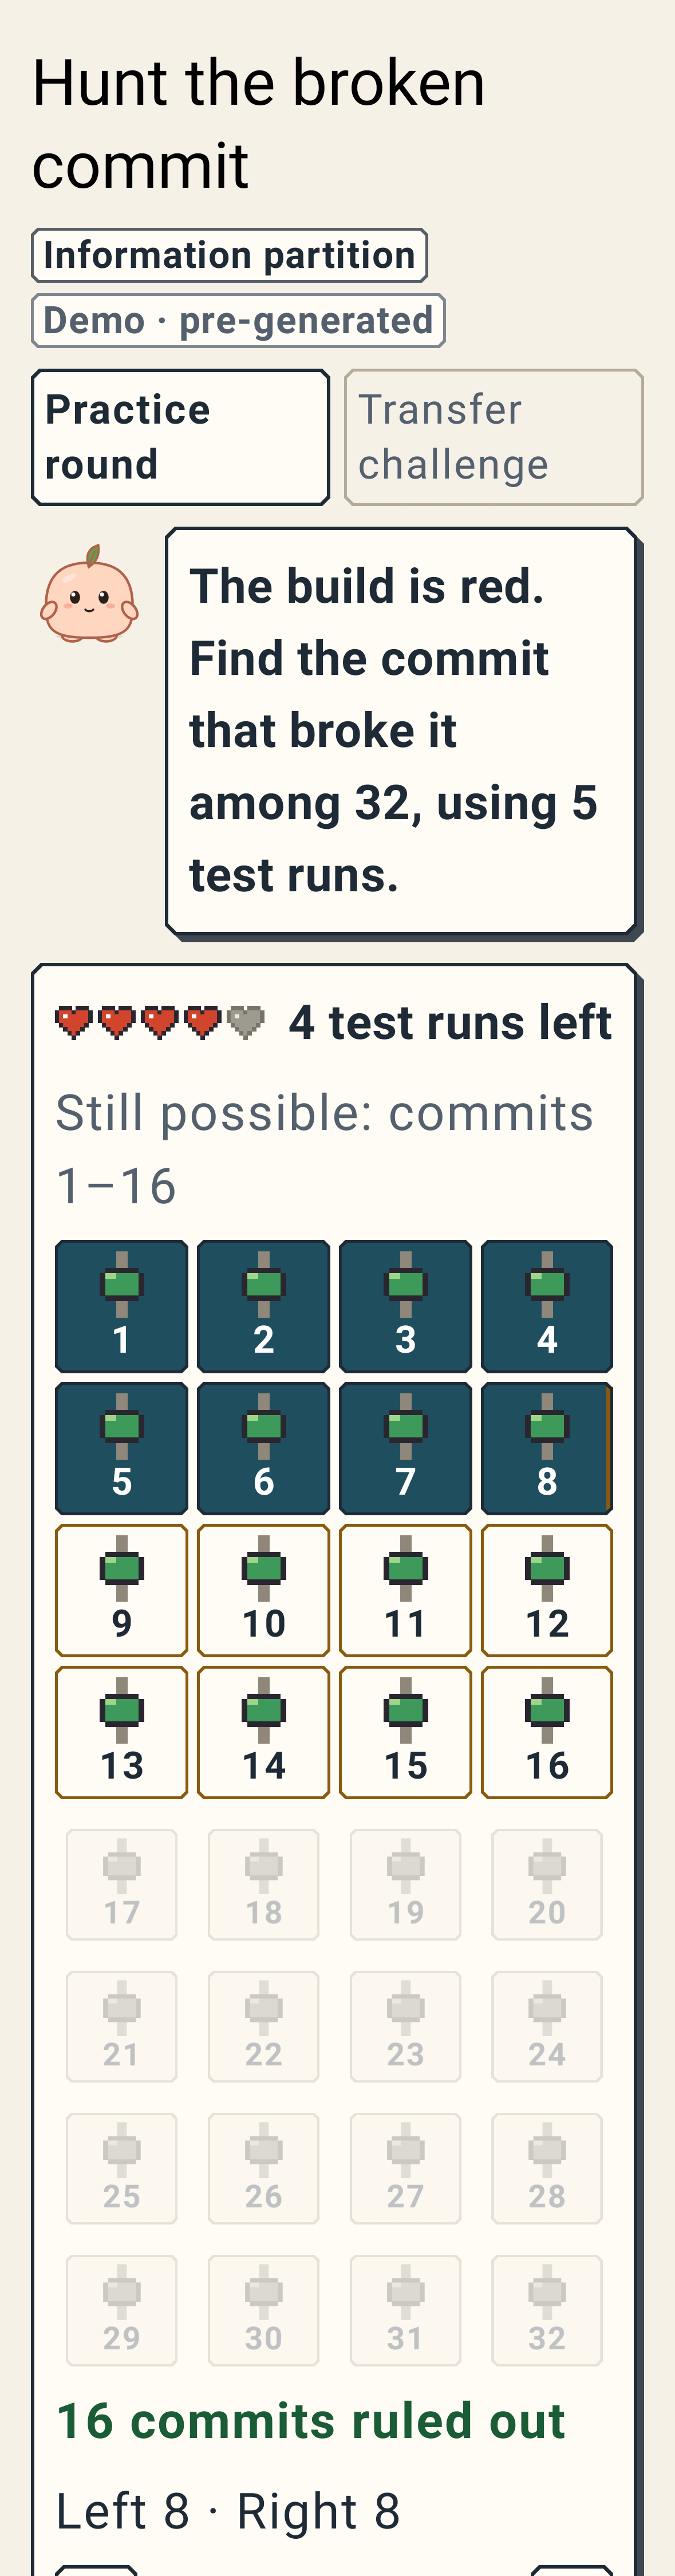 Hunt the broken
commit
Information partition
Demo · pre-generated
Practice
round
Transfer
challenge
The build is red.
Find the commit
that broke it
among 32, using 5
test runs.
4 test runs left
Still possible: commits
1–16
1 2 3 4
5 6 7 8
9 10 11 12
13 14 15 16
17 18 19 20
21 22 23 24
25 26 27 28
29 30 31 32
16 commits ruled out
Left 8 · Right 8